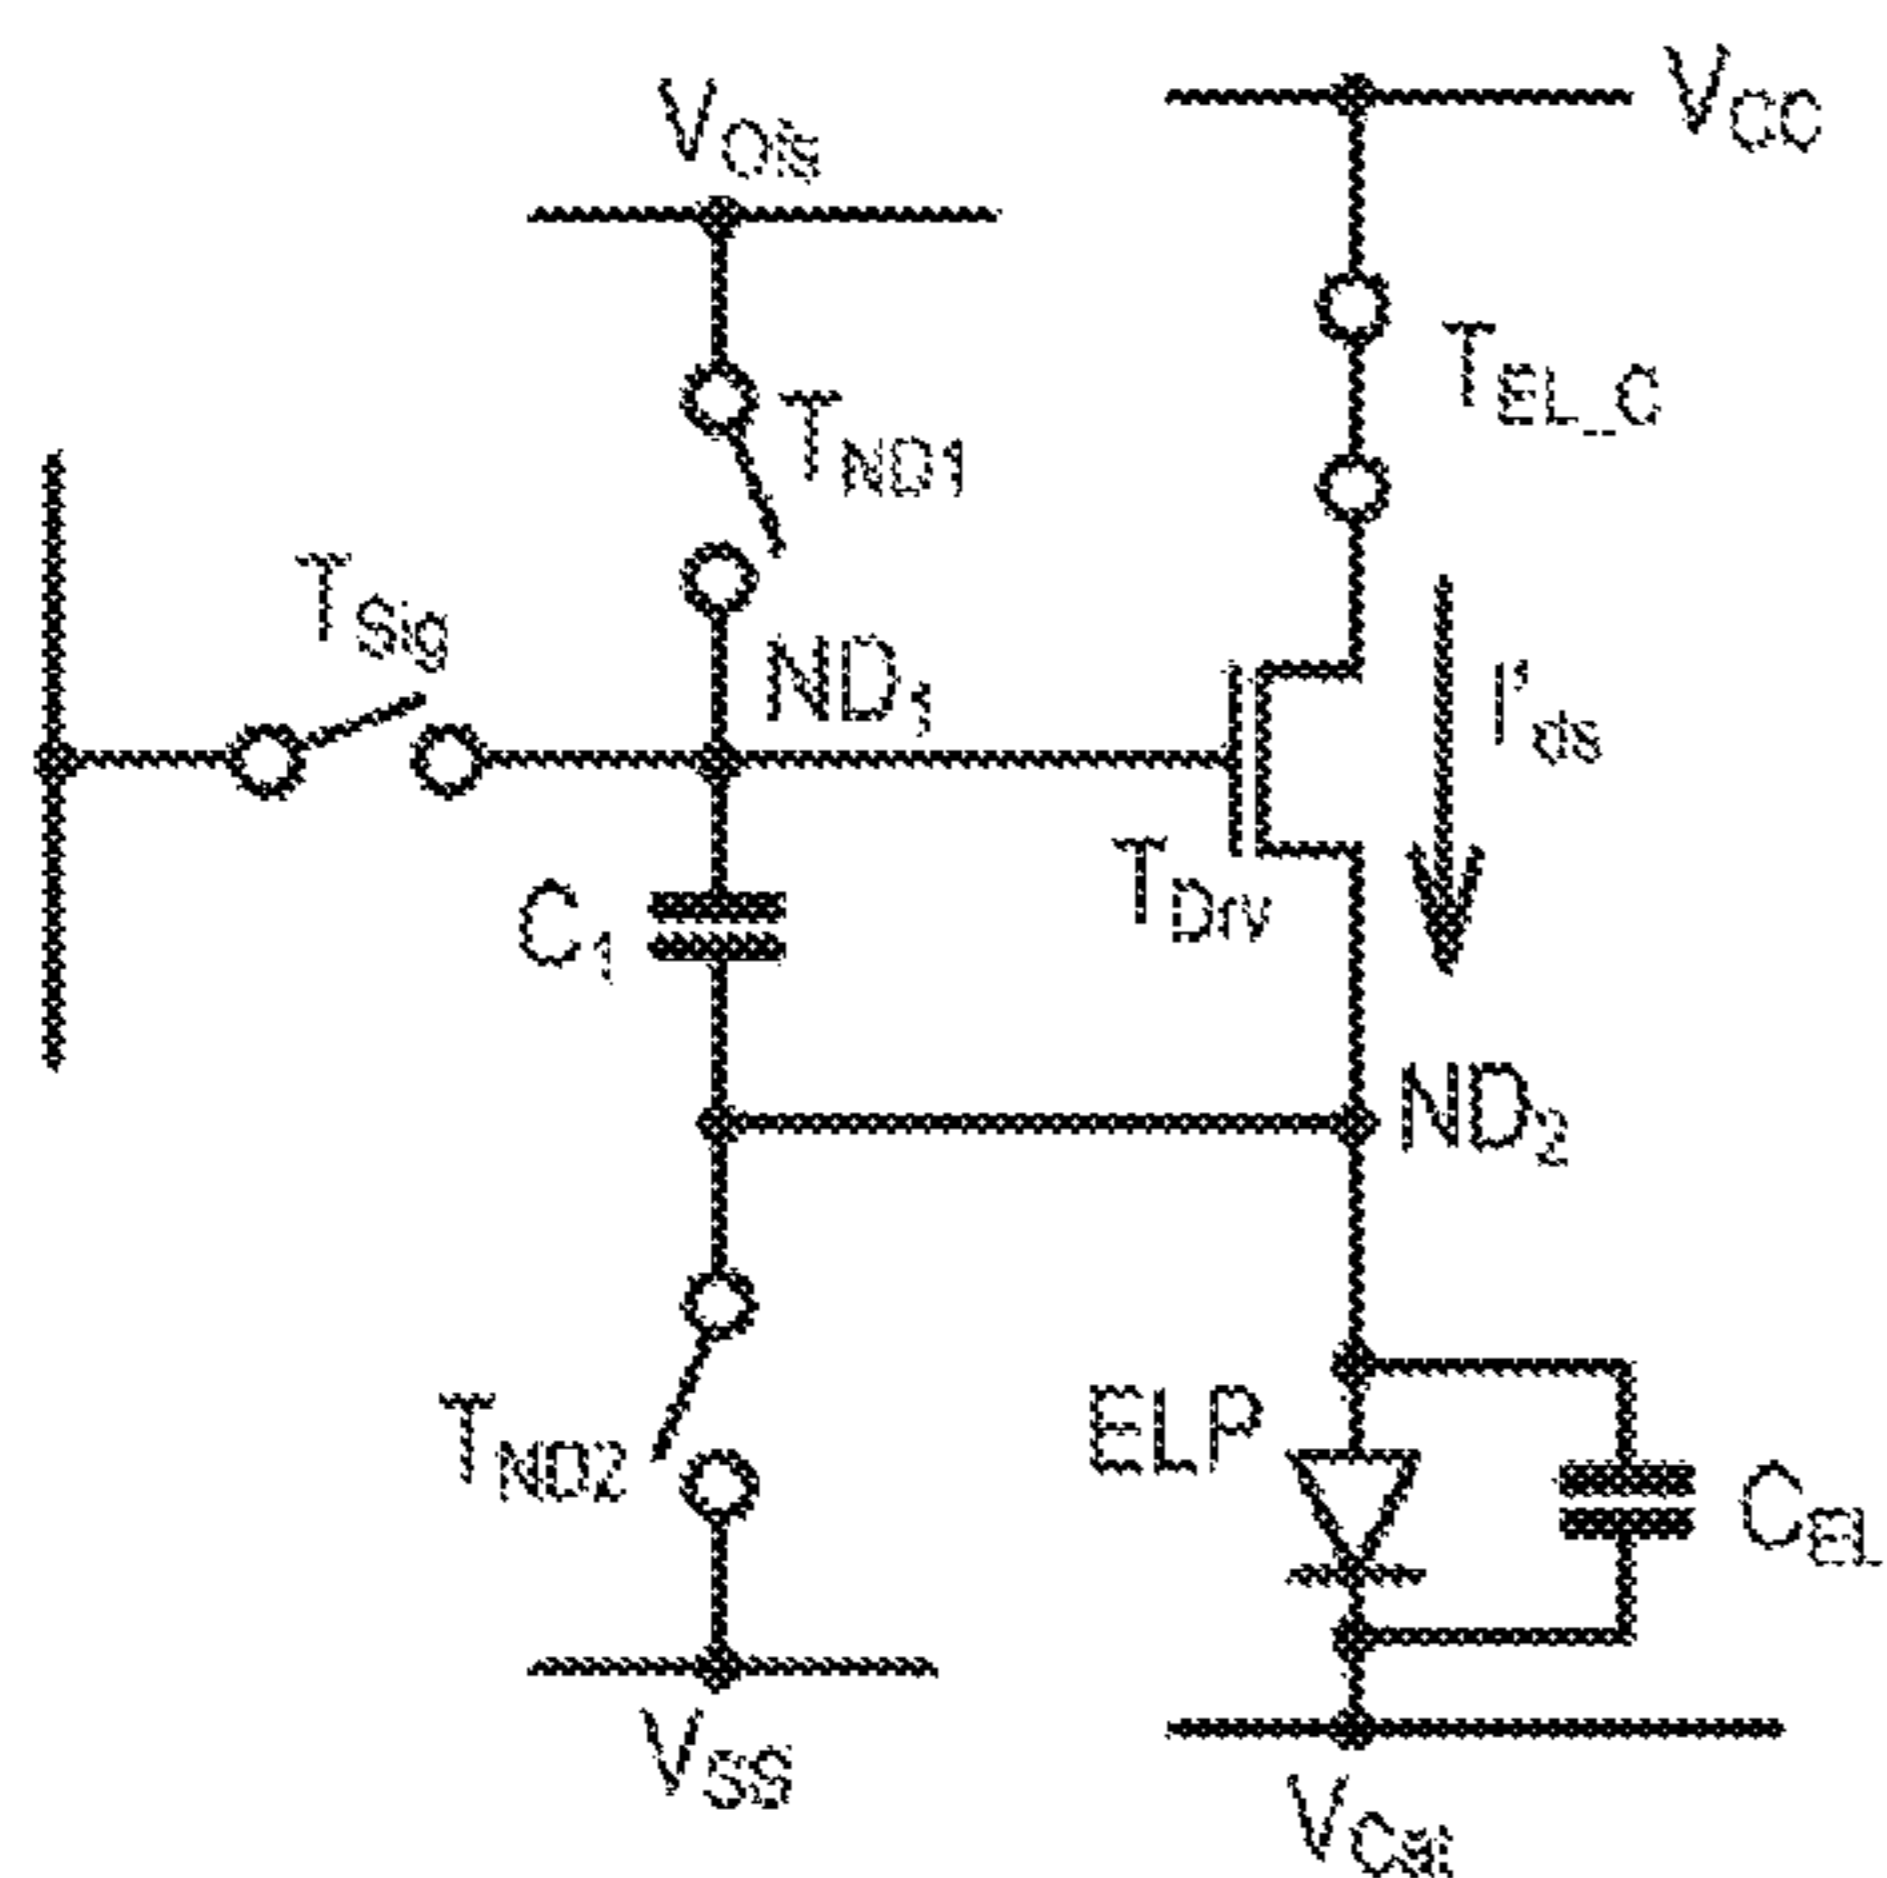 VOfs
VCC
TEL_C
TND1
TSig
ND1
I'ds
TDrv
C1
ND2
ELP
TND2
CEL
VSS
VCat